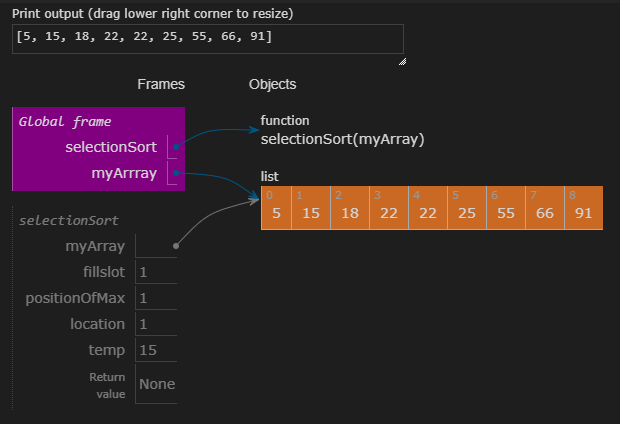 Print output (drag lower right corner to resize)
[5, 15, 18, 22, 22, 25, 55, 66, 91]
Frames Objects
Global frame
selectionSort
myArrray
function
selectionSort(myArray)
list
0 1 2 3 4 5 6 7 8
5 15 18 22 22 25 55 66 91
selectionSort
myArray
fillslot 1
positionOfMax 1
location 1
temp 15
Return
value None